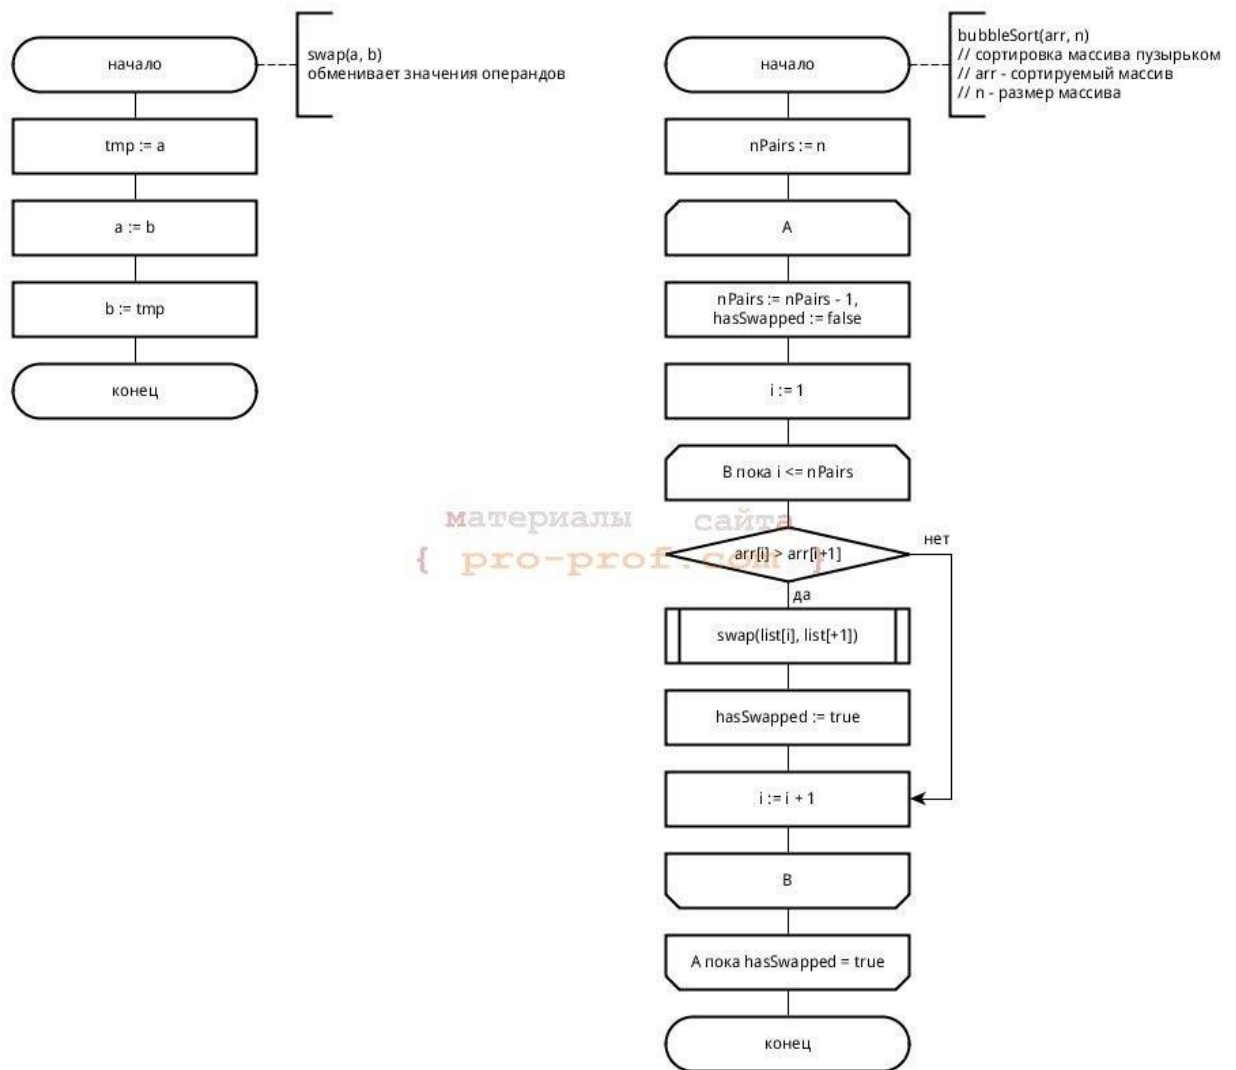 начало
swap(a, b)
обменивает значения операндов
tmp := a
a := b
b := tmp
конец
начало
bubbleSort(arr, n)
// сортировка массива пузырьком
// arr - сортируемый массив
// n - размер массива
nPairs := n
A
nPairs := nPairs - 1,
hasSwapped := false
i := 1
B пока i <= nPairs
arr[i] > arr[i+1]
нет
да
swap(list[i], list[+1])
hasSwapped := true
i := i + 1
B
A пока hasSwapped = true
конец
материалы сайта
{ pro-prof.com }